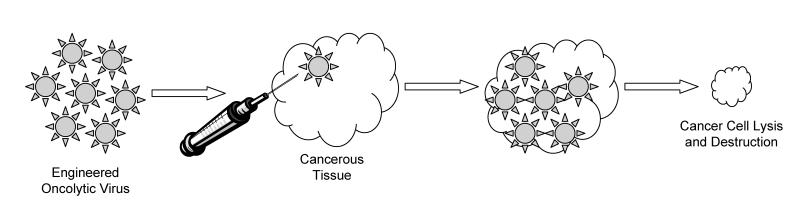 Engineered
Oncolytic Virus
Cancerous
Tissue
Cancer Cell Lysis
and Destruction